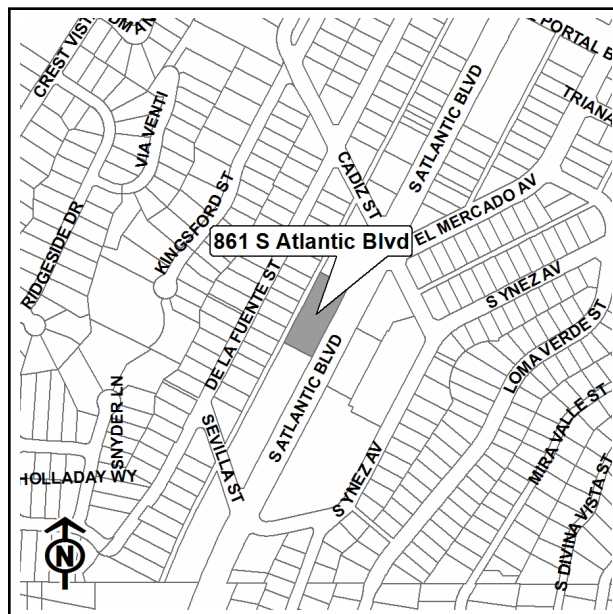 CREST VIST
OMAN
E PORTAL B
TRIANA
VIA VENTI
S ATLANTIC BLVD
CADIZ ST
KINGSFORD ST
EL MERCADO AV
RIDGESIDE DR
861 S Atlantic Blvd
S YNEZ AV
DE LA FUENTE ST
LOMA VERDE ST
S ATLANTIC BLVD
SNYDER LN
SEVILLA ST
MIRA VALLE ST
HOLLADAY WY
S YNEZ AV
S DIVINA VISTA ST
N